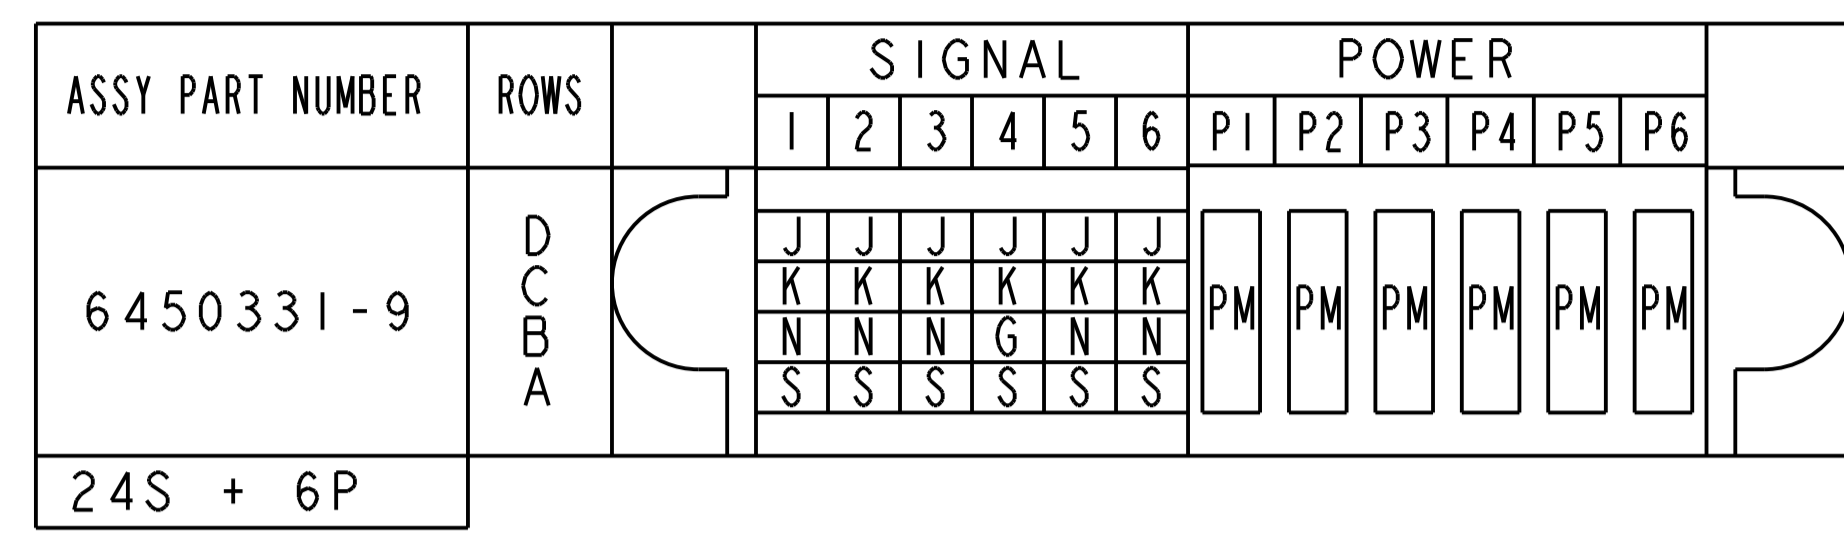 ASSY PART NUMBER ROWS SIGNAL POWER
1 2 3 4 5 6 P1 P2 P3 P4 P5 P6
D J J J J J J
C K K K K K K
6450331-9 PM PM PM PM PM PM
B N N N G N N
A S S S S S S
24S + 6P